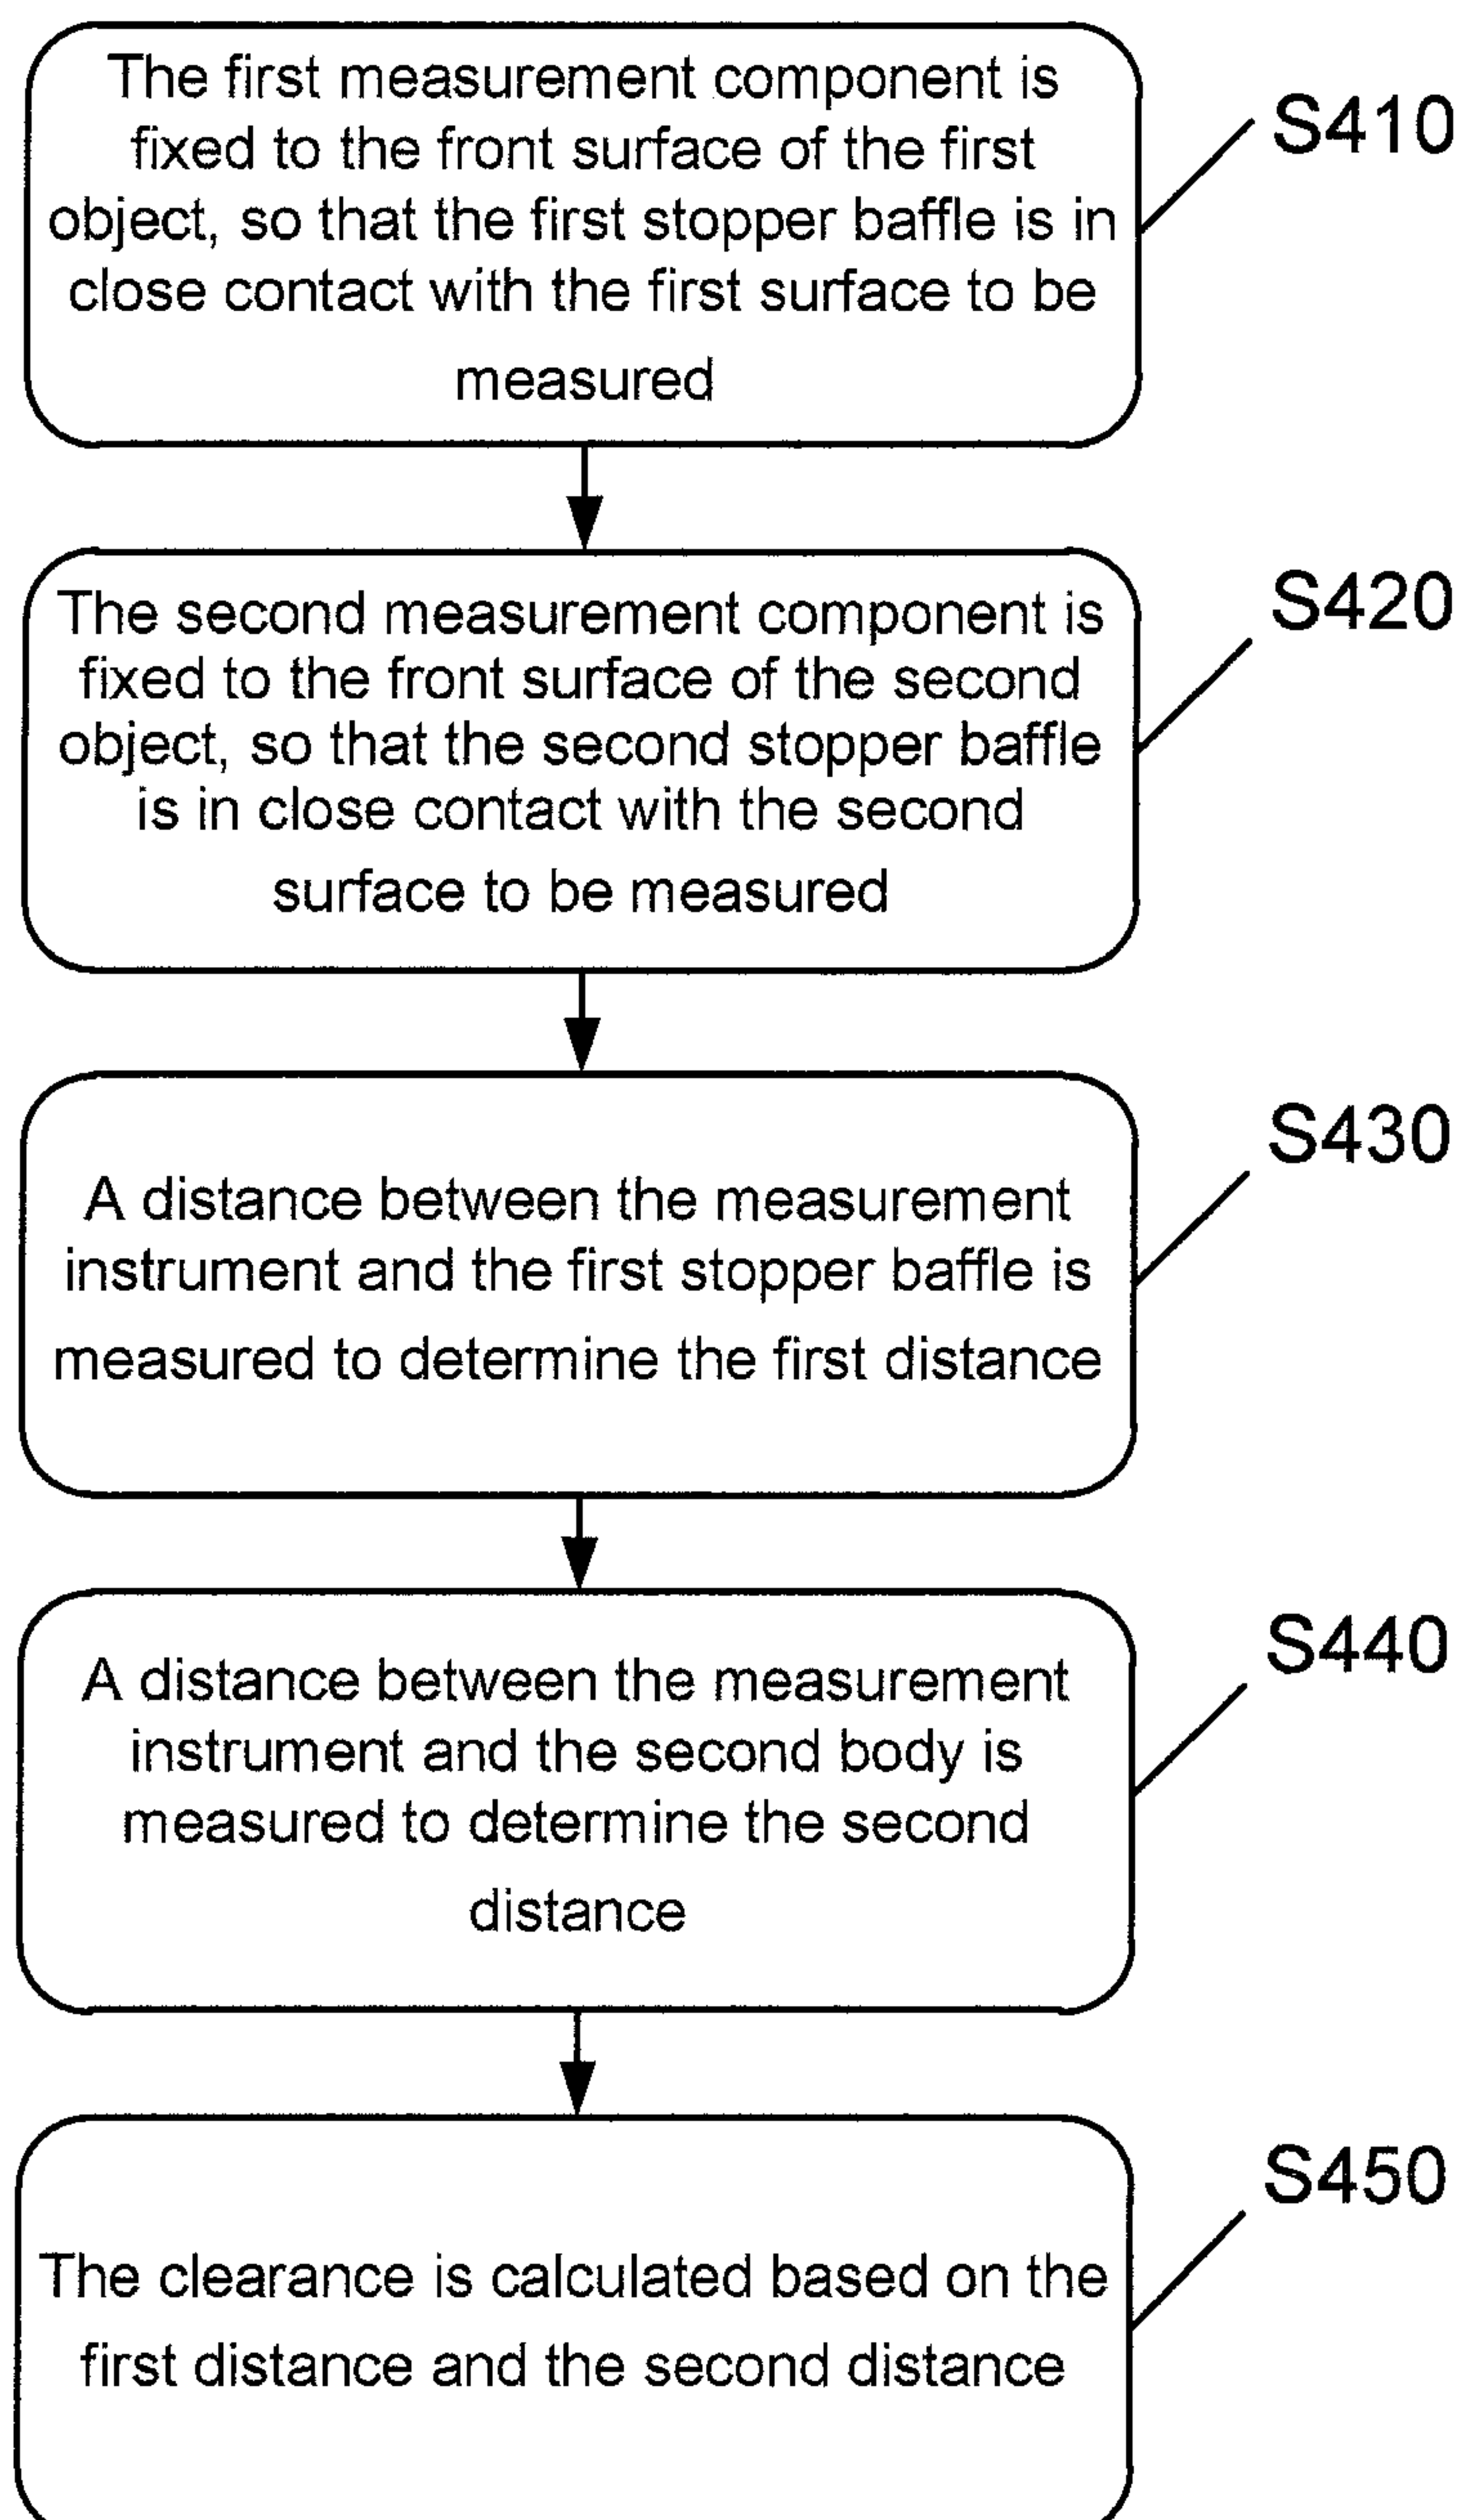 The first measurement component is
fixed to the front surface of the first
object, so that the first stopper baffle is in
close contact with the first surface to be
measured
S410
The second measurement component is
fixed to the front surface of the second
object, so that the second stopper baffle
is in close contact with the second
surface to be measured
S420
A distance between the measurement
instrument and the first stopper baffle is
measured to determine the first distance
S430
A distance between the measurement
instrument and the second body is
measured to determine the second
distance
S440
The clearance is calculated based on the
first distance and the second distance
S450